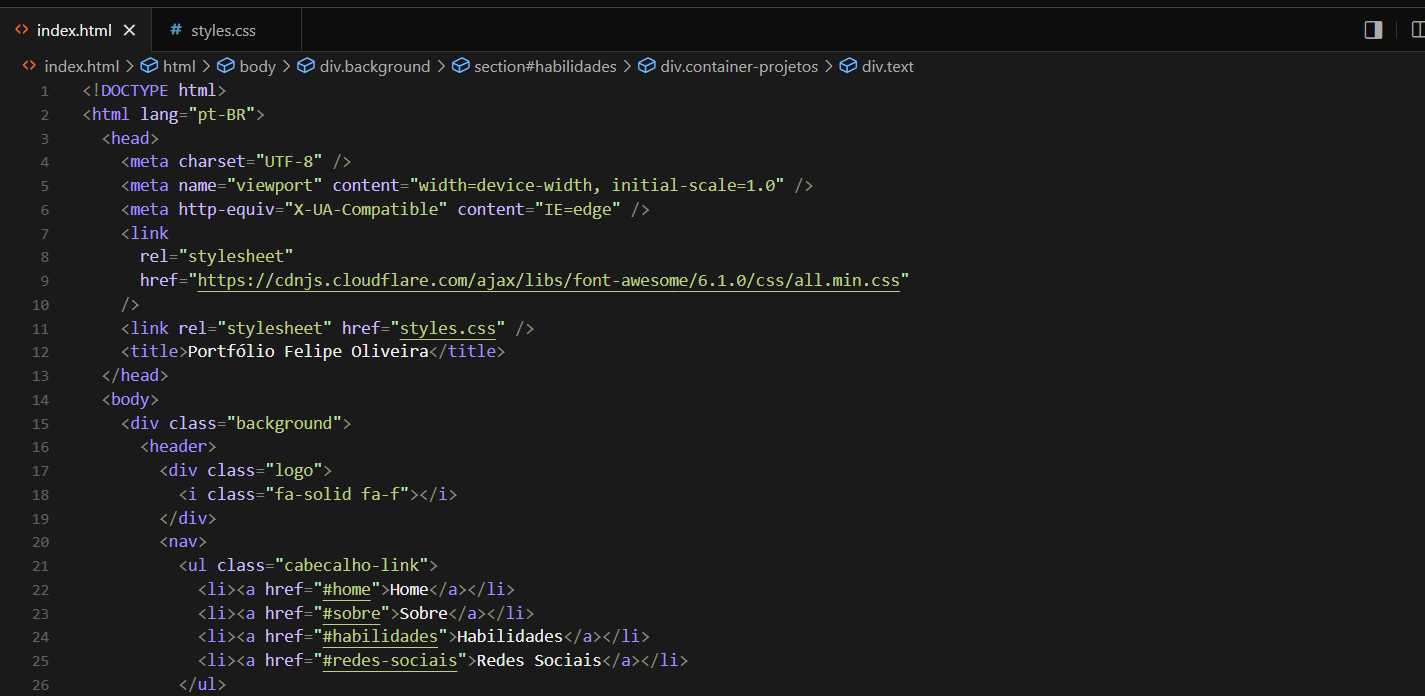 index.html
styles.css
index.html > html > body > div.background > section#habilidades > div.container-projetos > div.text
1 <!DOCTYPE html>
2 <html lang="pt-BR">
3   <head>
4     <meta charset="UTF-8" />
5     <meta name="viewport" content="width=device-width, initial-scale=1.0" />
6     <meta http-equiv="X-UA-Compatible" content="IE=edge" />
7     <link
8       rel="stylesheet"
9       href="https://cdnjs.cloudflare.com/ajax/libs/font-awesome/6.1.0/css/all.min.css"
10     />
11     <link rel="stylesheet" href="styles.css" />
12     <title>Portfólio Felipe Oliveira</title>
13   </head>
14   <body>
15     <div class="background">
16       <header>
17         <div class="logo">
18           <i class="fa-solid fa-f"></i>
19         </div>
20         <nav>
21           <ul class="cabecalho-link">
22             <li><a href="#home">Home</a></li>
23             <li><a href="#sobre">Sobre</a></li>
24             <li><a href="#habilidades">Habilidades</a></li>
25             <li><a href="#redes-sociais">Redes Sociais</a></li>
26           </ul>